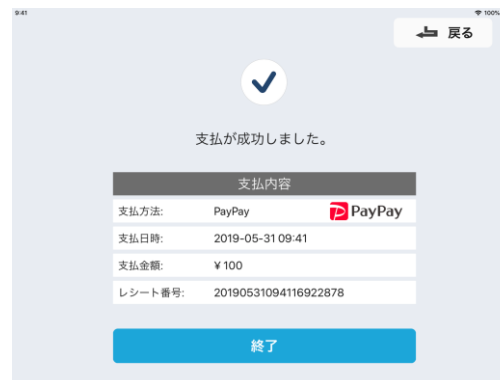 9:41
100%
戻る
支払が成功しました。
支払内容
支払方法: PayPay PayPay
支払日時: 2019-05-31 09:41
支払金額: ¥100
レシート番号: 20190531094116922878
終了